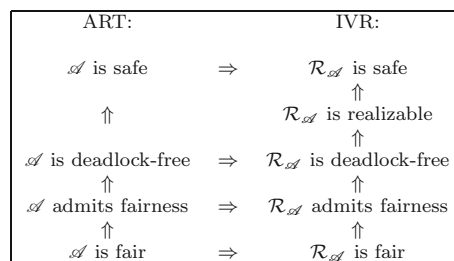 ART: IVR:
𝒜 is safe ⇒ ℛ𝒜 is safe
⇑
⇑ ℛ𝒜 is realizable
⇑
𝒜 is deadlock-free ⇒ ℛ𝒜 is deadlock-free
⇑ ⇑
𝒜 admits fairness ⇒ ℛ𝒜 admits fairness
⇑ ⇑
𝒜 is fair ⇒ ℛ𝒜 is fair